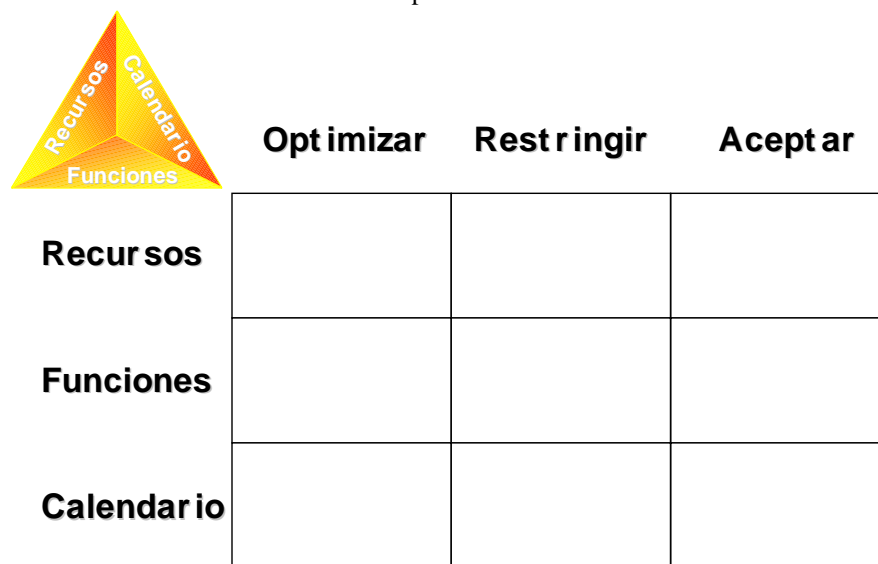 Recursos
Calendario
Funciones
Optimizar Restringir Aceptar
Recursos
Funciones
Calendario